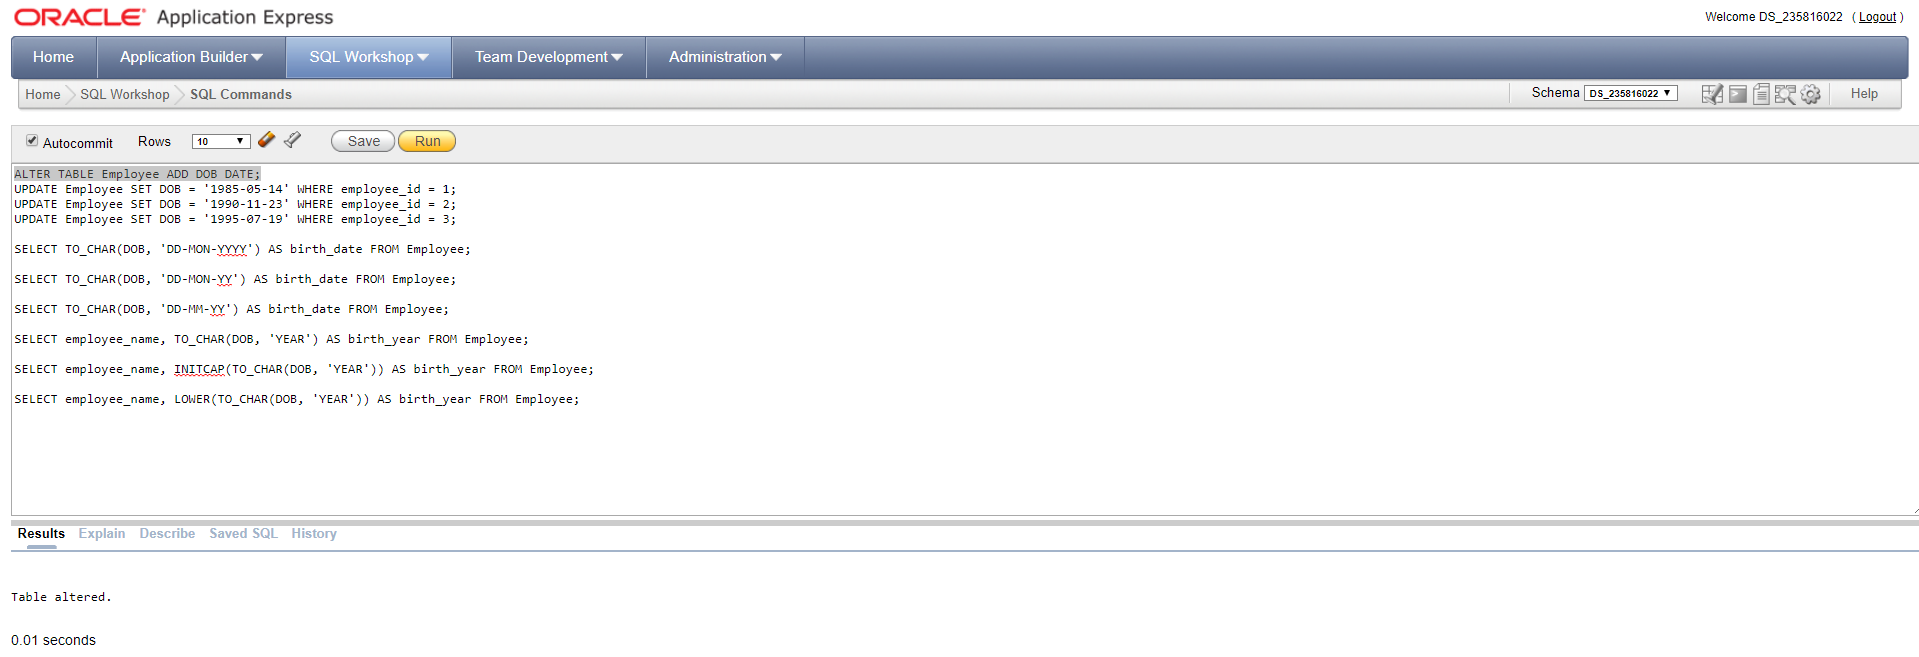 ORACLE® Application Express
Welcome DS_235816022 ( Logout )
Home Application Builder SQL Workshop Team Development Administration
Home SQL Workshop SQL Commands Schema DS_235816022 Help
Autocommit Rows 10 Save Run
ALTER TABLE Employee ADD DOB DATE;
UPDATE Employee SET DOB = '1985-05-14' WHERE employee_id = 1;
UPDATE Employee SET DOB = '1990-11-23' WHERE employee_id = 2;
UPDATE Employee SET DOB = '1995-07-19' WHERE employee_id = 3;
SELECT TO_CHAR(DOB, 'DD-MON-YYYY') AS birth_date FROM Employee;
SELECT TO_CHAR(DOB, 'DD-MON-YY') AS birth_date FROM Employee;
SELECT TO_CHAR(DOB, 'DD-MM-YY') AS birth_date FROM Employee;
SELECT employee_name, TO_CHAR(DOB, 'YEAR') AS birth_year FROM Employee;
SELECT employee_name, INITCAP(TO_CHAR(DOB, 'YEAR')) AS birth_year FROM Employee;
SELECT employee_name, LOWER(TO_CHAR(DOB, 'YEAR')) AS birth_year FROM Employee;
Results Explain Describe Saved SQL History
Table altered.
0.01 seconds